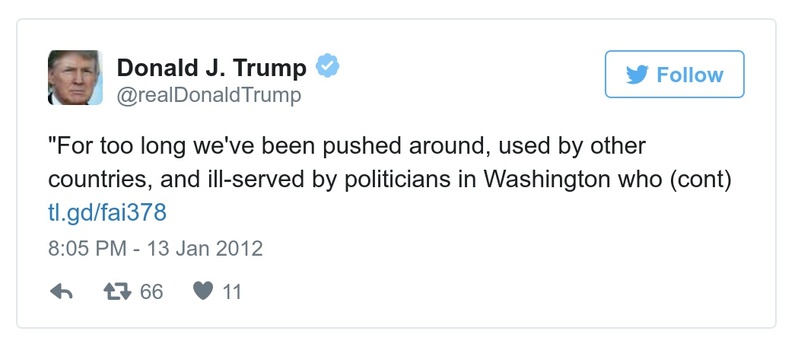 Donald J. Trump
@realDonaldTrump
Follow
"For too long we've been pushed around, used by other
countries, and ill-served by politicians in Washington who (cont)
tl.gd/fai378
8:05 PM - 13 Jan 2012
66 11